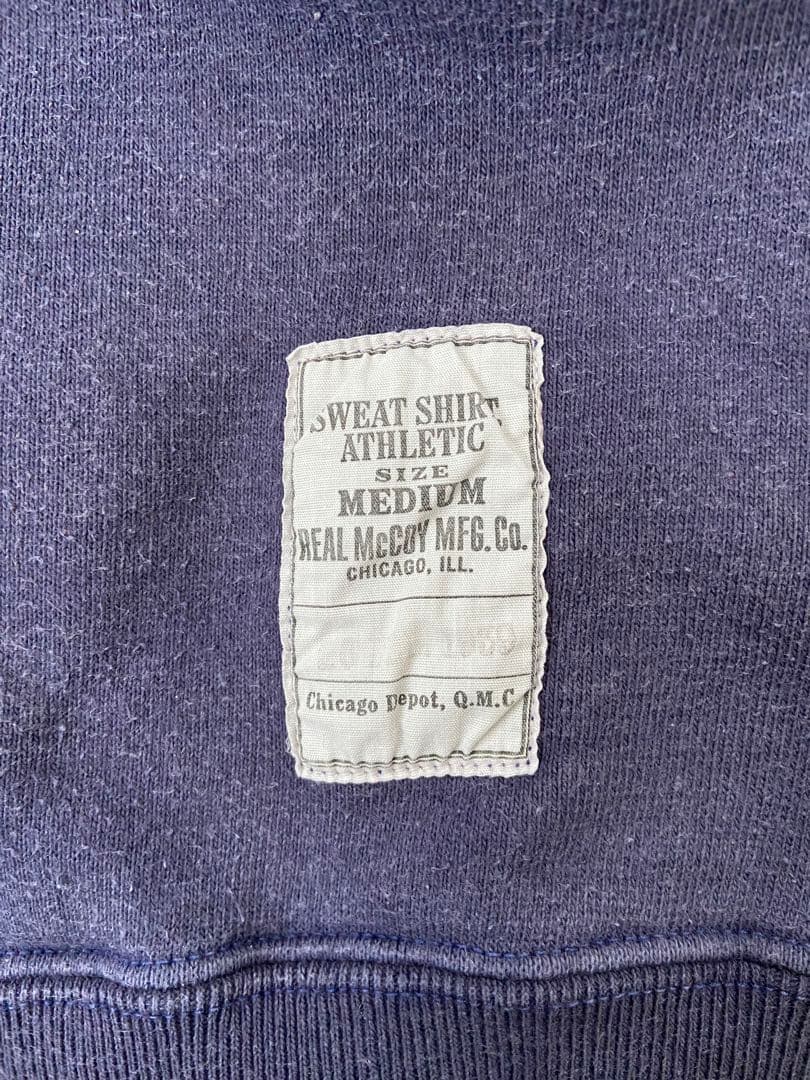 SWEAT SHIRT
ATHLETIC
SIZE
MEDIUM
REAL McCOY MFG. Co.
CHICAGO, ILL.
Chicago Depot, Q.M.C